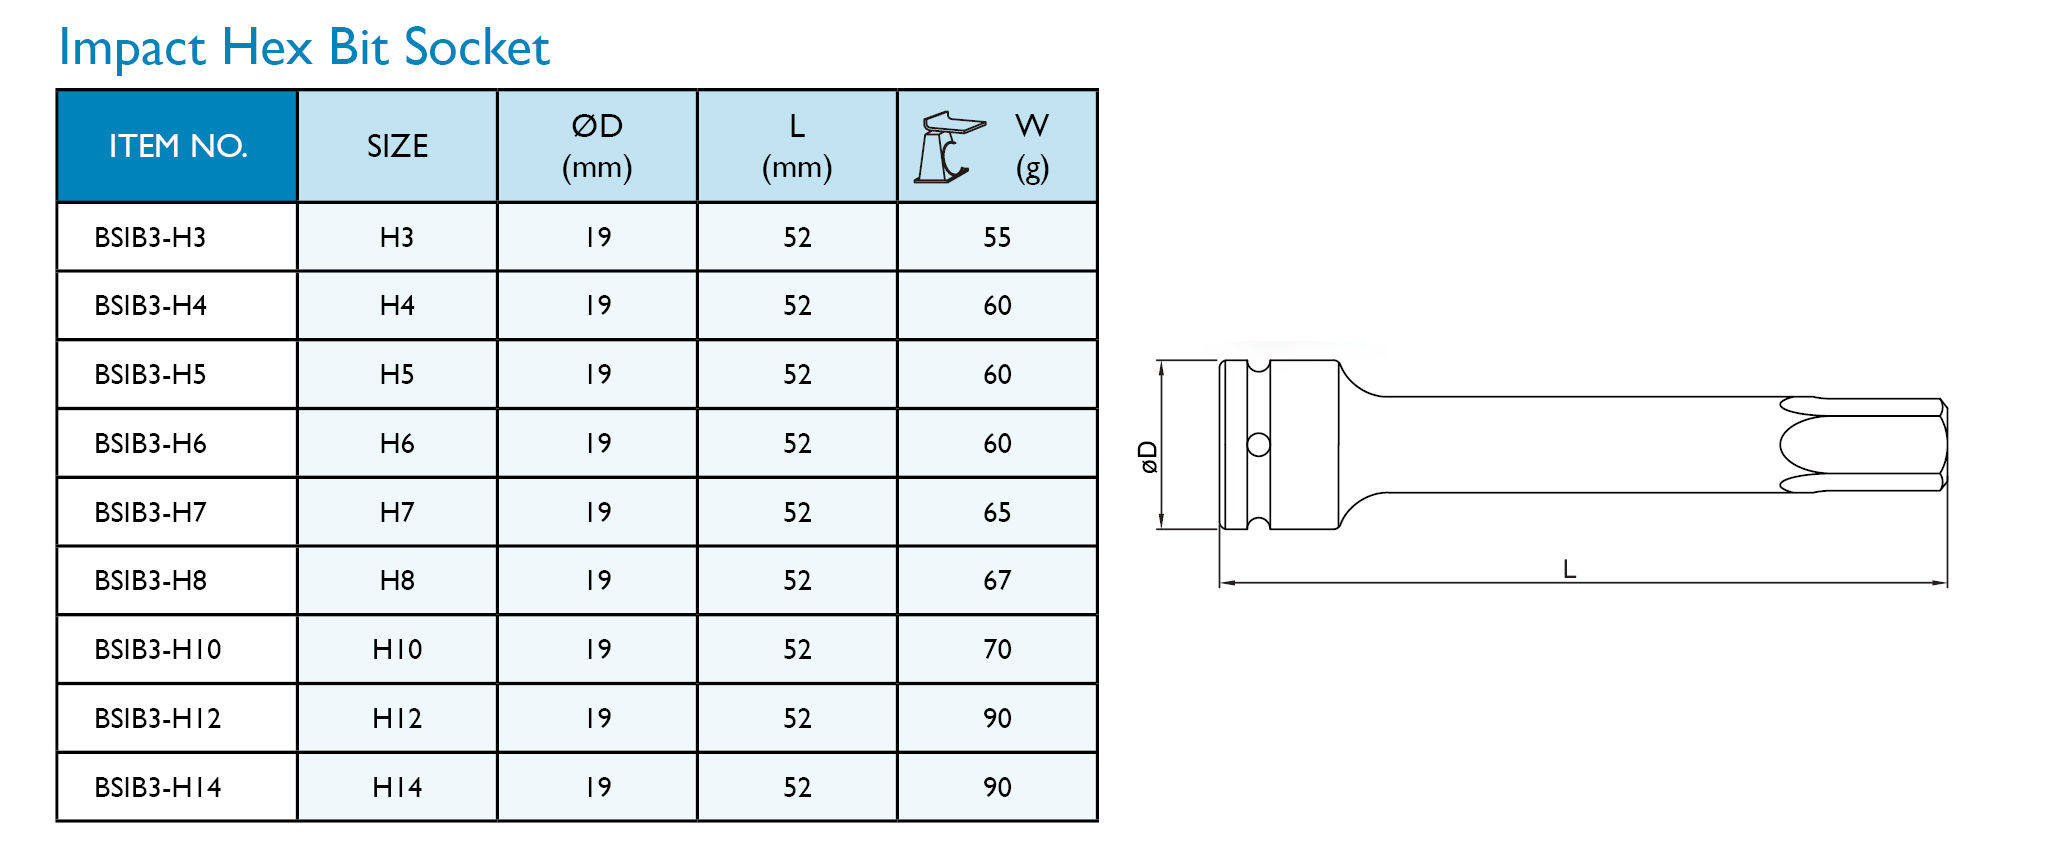 Impact Hex Bit Socket
ITEM NO. SIZE ØD (mm) L (mm) W (g)
BSIB3-H3 H3 19 52 55
BSIB3-H4 H4 19 52 60
BSIB3-H5 H5 19 52 60
BSIB3-H6 H6 19 52 60
BSIB3-H7 H7 19 52 65
BSIB3-H8 H8 19 52 67
BSIB3-H10 H10 19 52 70
BSIB3-H12 H12 19 52 90
BSIB3-H14 H14 19 52 90
øD
L